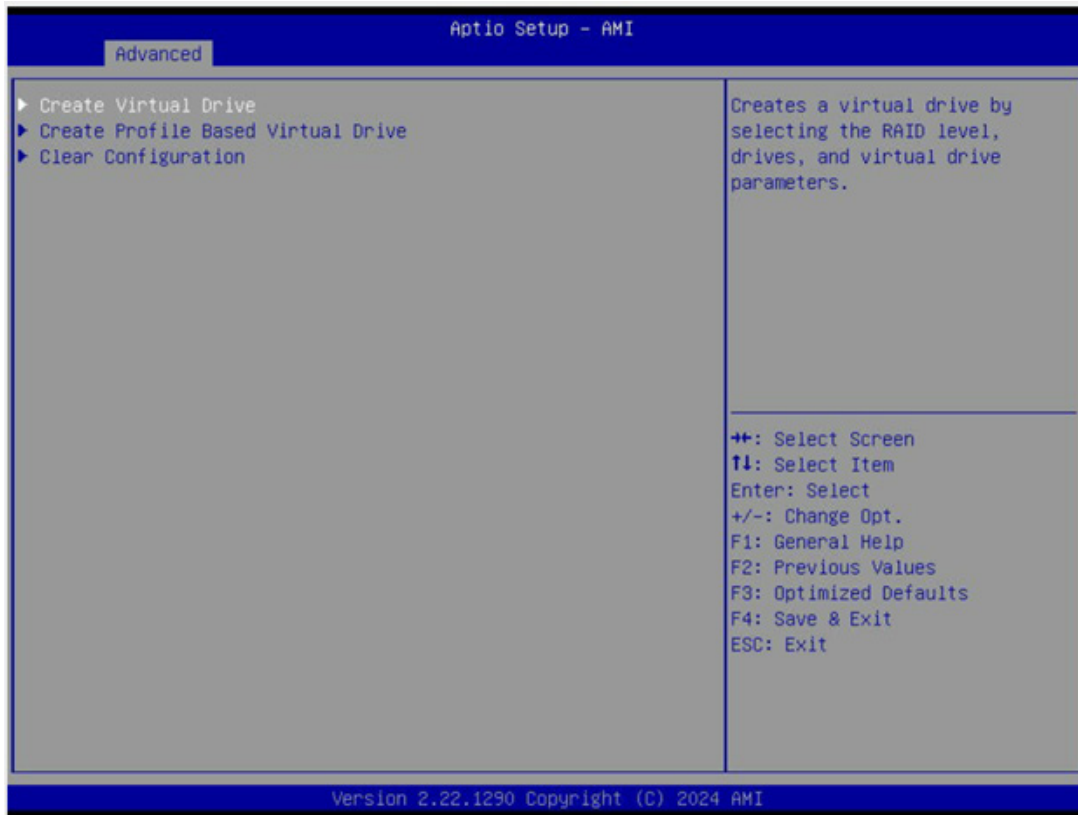 Aptio Setup - AMI
Advanced
Create Virtual Drive
Create Profile Based Virtual Drive
Clear Configuration
Creates a virtual drive by
selecting the RAID level,
drives, and virtual drive
parameters.
→←: Select Screen
↑↓: Select Item
Enter: Select
+/-: Change Opt.
F1: General Help
F2: Previous Values
F3: Optimized Defaults
F4: Save & Exit
ESC: Exit
Version 2.22.1290 Copyright (C) 2024 AMI